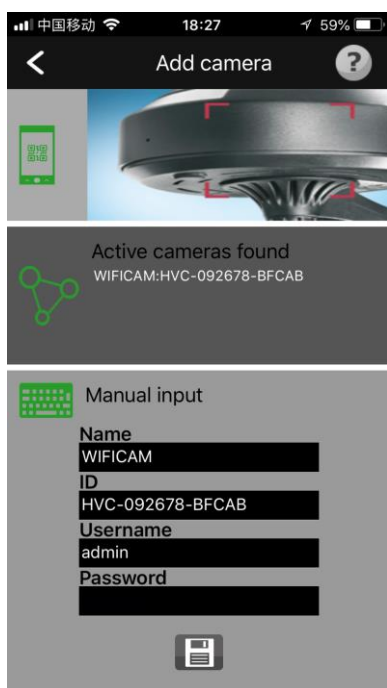 中国移动 18:27 59%
Add camera ?
Active cameras found
WIFICAM:HVC-092678-BFCAB
Manual input
Name
WIFICAM
ID
HVC-092678-BFCAB
Username
admin
Password